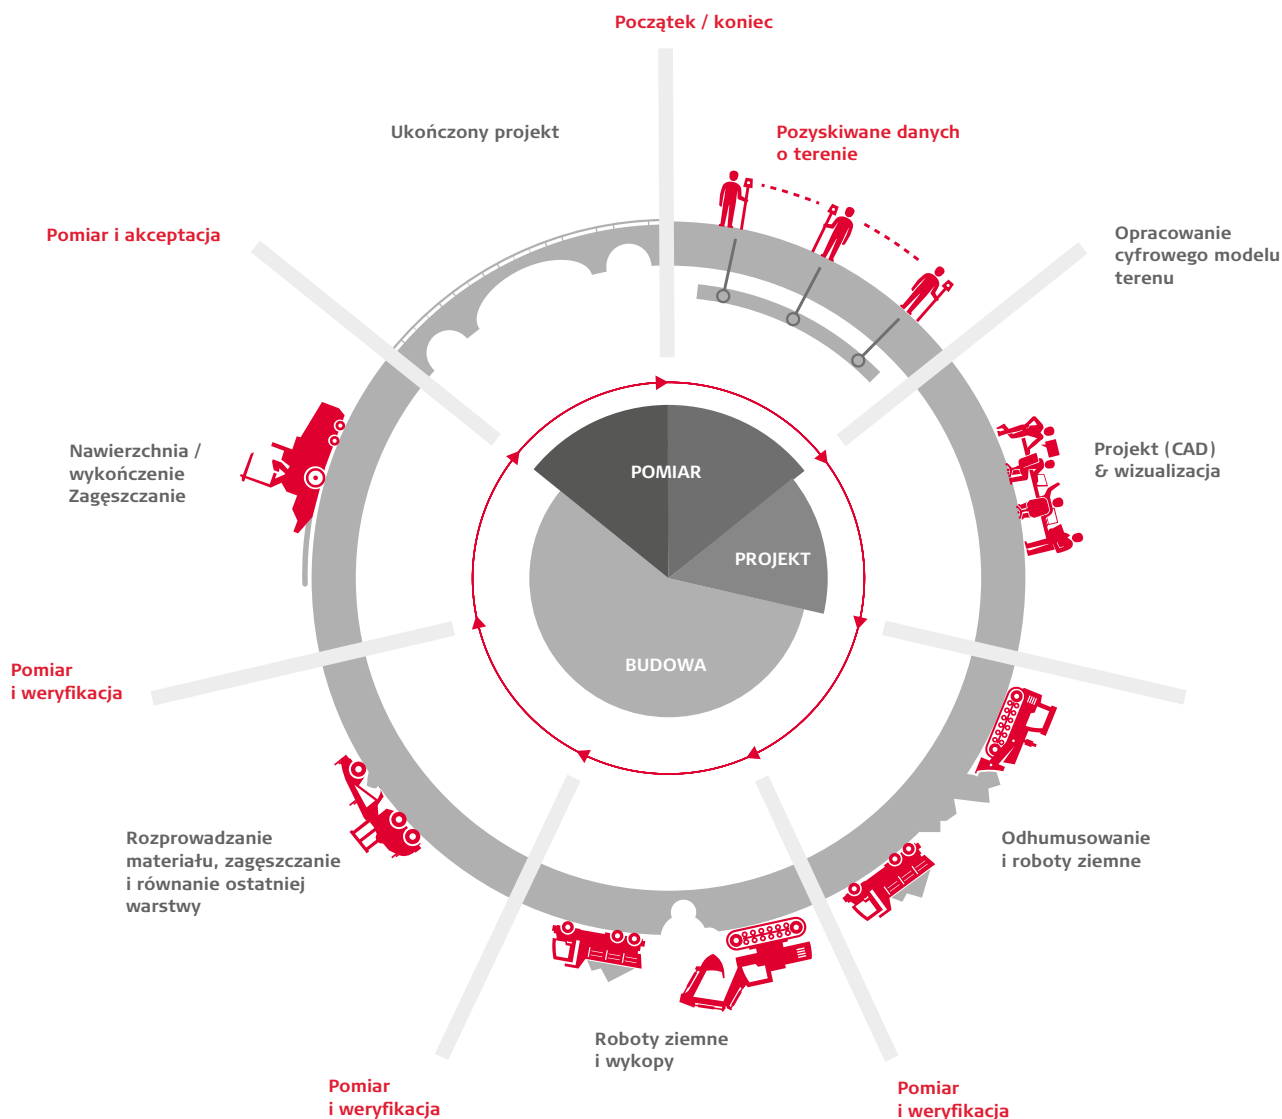 Początek / koniec
Ukończony projekt
Pozyskiwane danych
o terenie
Pomiar i akceptacja
Opracowanie
cyfrowego modelu
terenu
Nawierzchnia /
wykończenie
Zagęszczanie
Projekt (CAD)
& wizualizacja
POMIAR
PROJEKT
BUDOWA
Pomiar
i weryfikacja
Rozprowadzanie
materiału, zagęszczanie
i równanie ostatniej
warstwy
Odhumusowanie
i roboty ziemne
Roboty ziemne
i wykopy
Pomiar
i weryfikacja
Pomiar
i weryfikacja